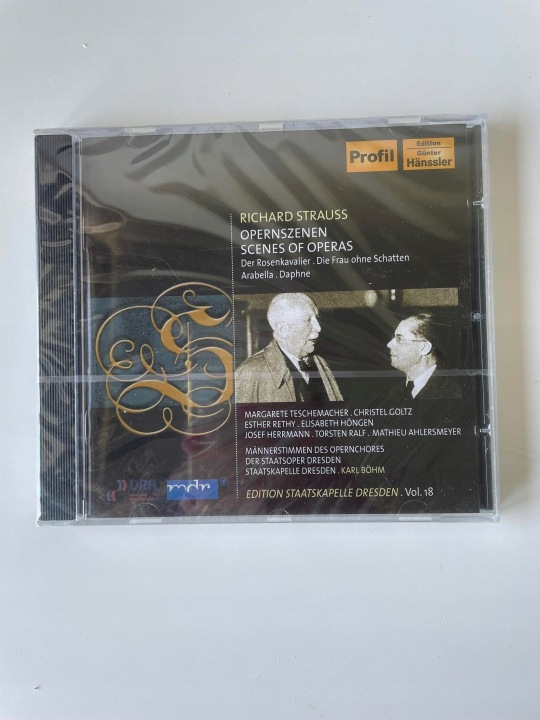 Profil
Edition
Günter
Hänssler
RICHARD STRAUSS
OPERNSZENEN
SCENES OF OPERAS
Der Rosenkavalier . Die Frau ohne Schatten
Arabella . Daphne
MARGARETE TESCHEMACHER . CHRISTEL GOLTZ
ESTHER RETHY . ELISABETH HÖNGEN
JOSEF HERRMANN . TORSTEN RALF . MATHIEU AHLERSMEYER
MÄNNERSTIMMEN DES OPERNCHORES
DER STAATSOPER DRESDEN
STAATSKAPELLE DRESDEN . KARL BÖHM
DRA
mdr
EDITION STAATSKAPELLE DRESDEN . Vol. 18